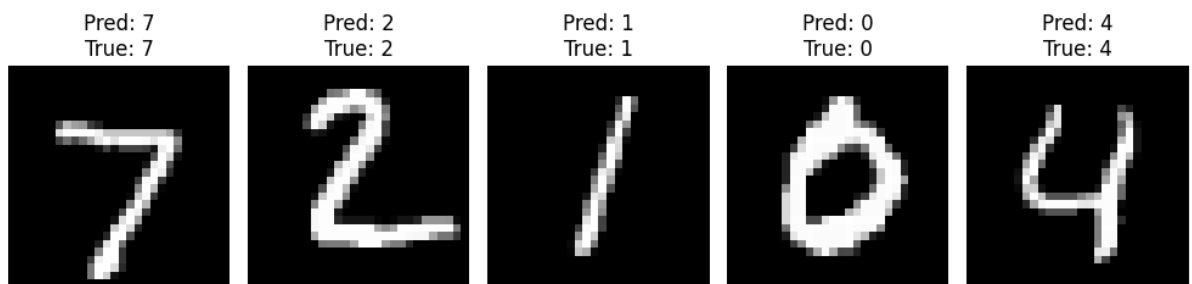 Pred: 7
True: 7
Pred: 2
True: 2
Pred: 1
True: 1
Pred: 0
True: 0
Pred: 4
True: 4
7
2
1
0
4